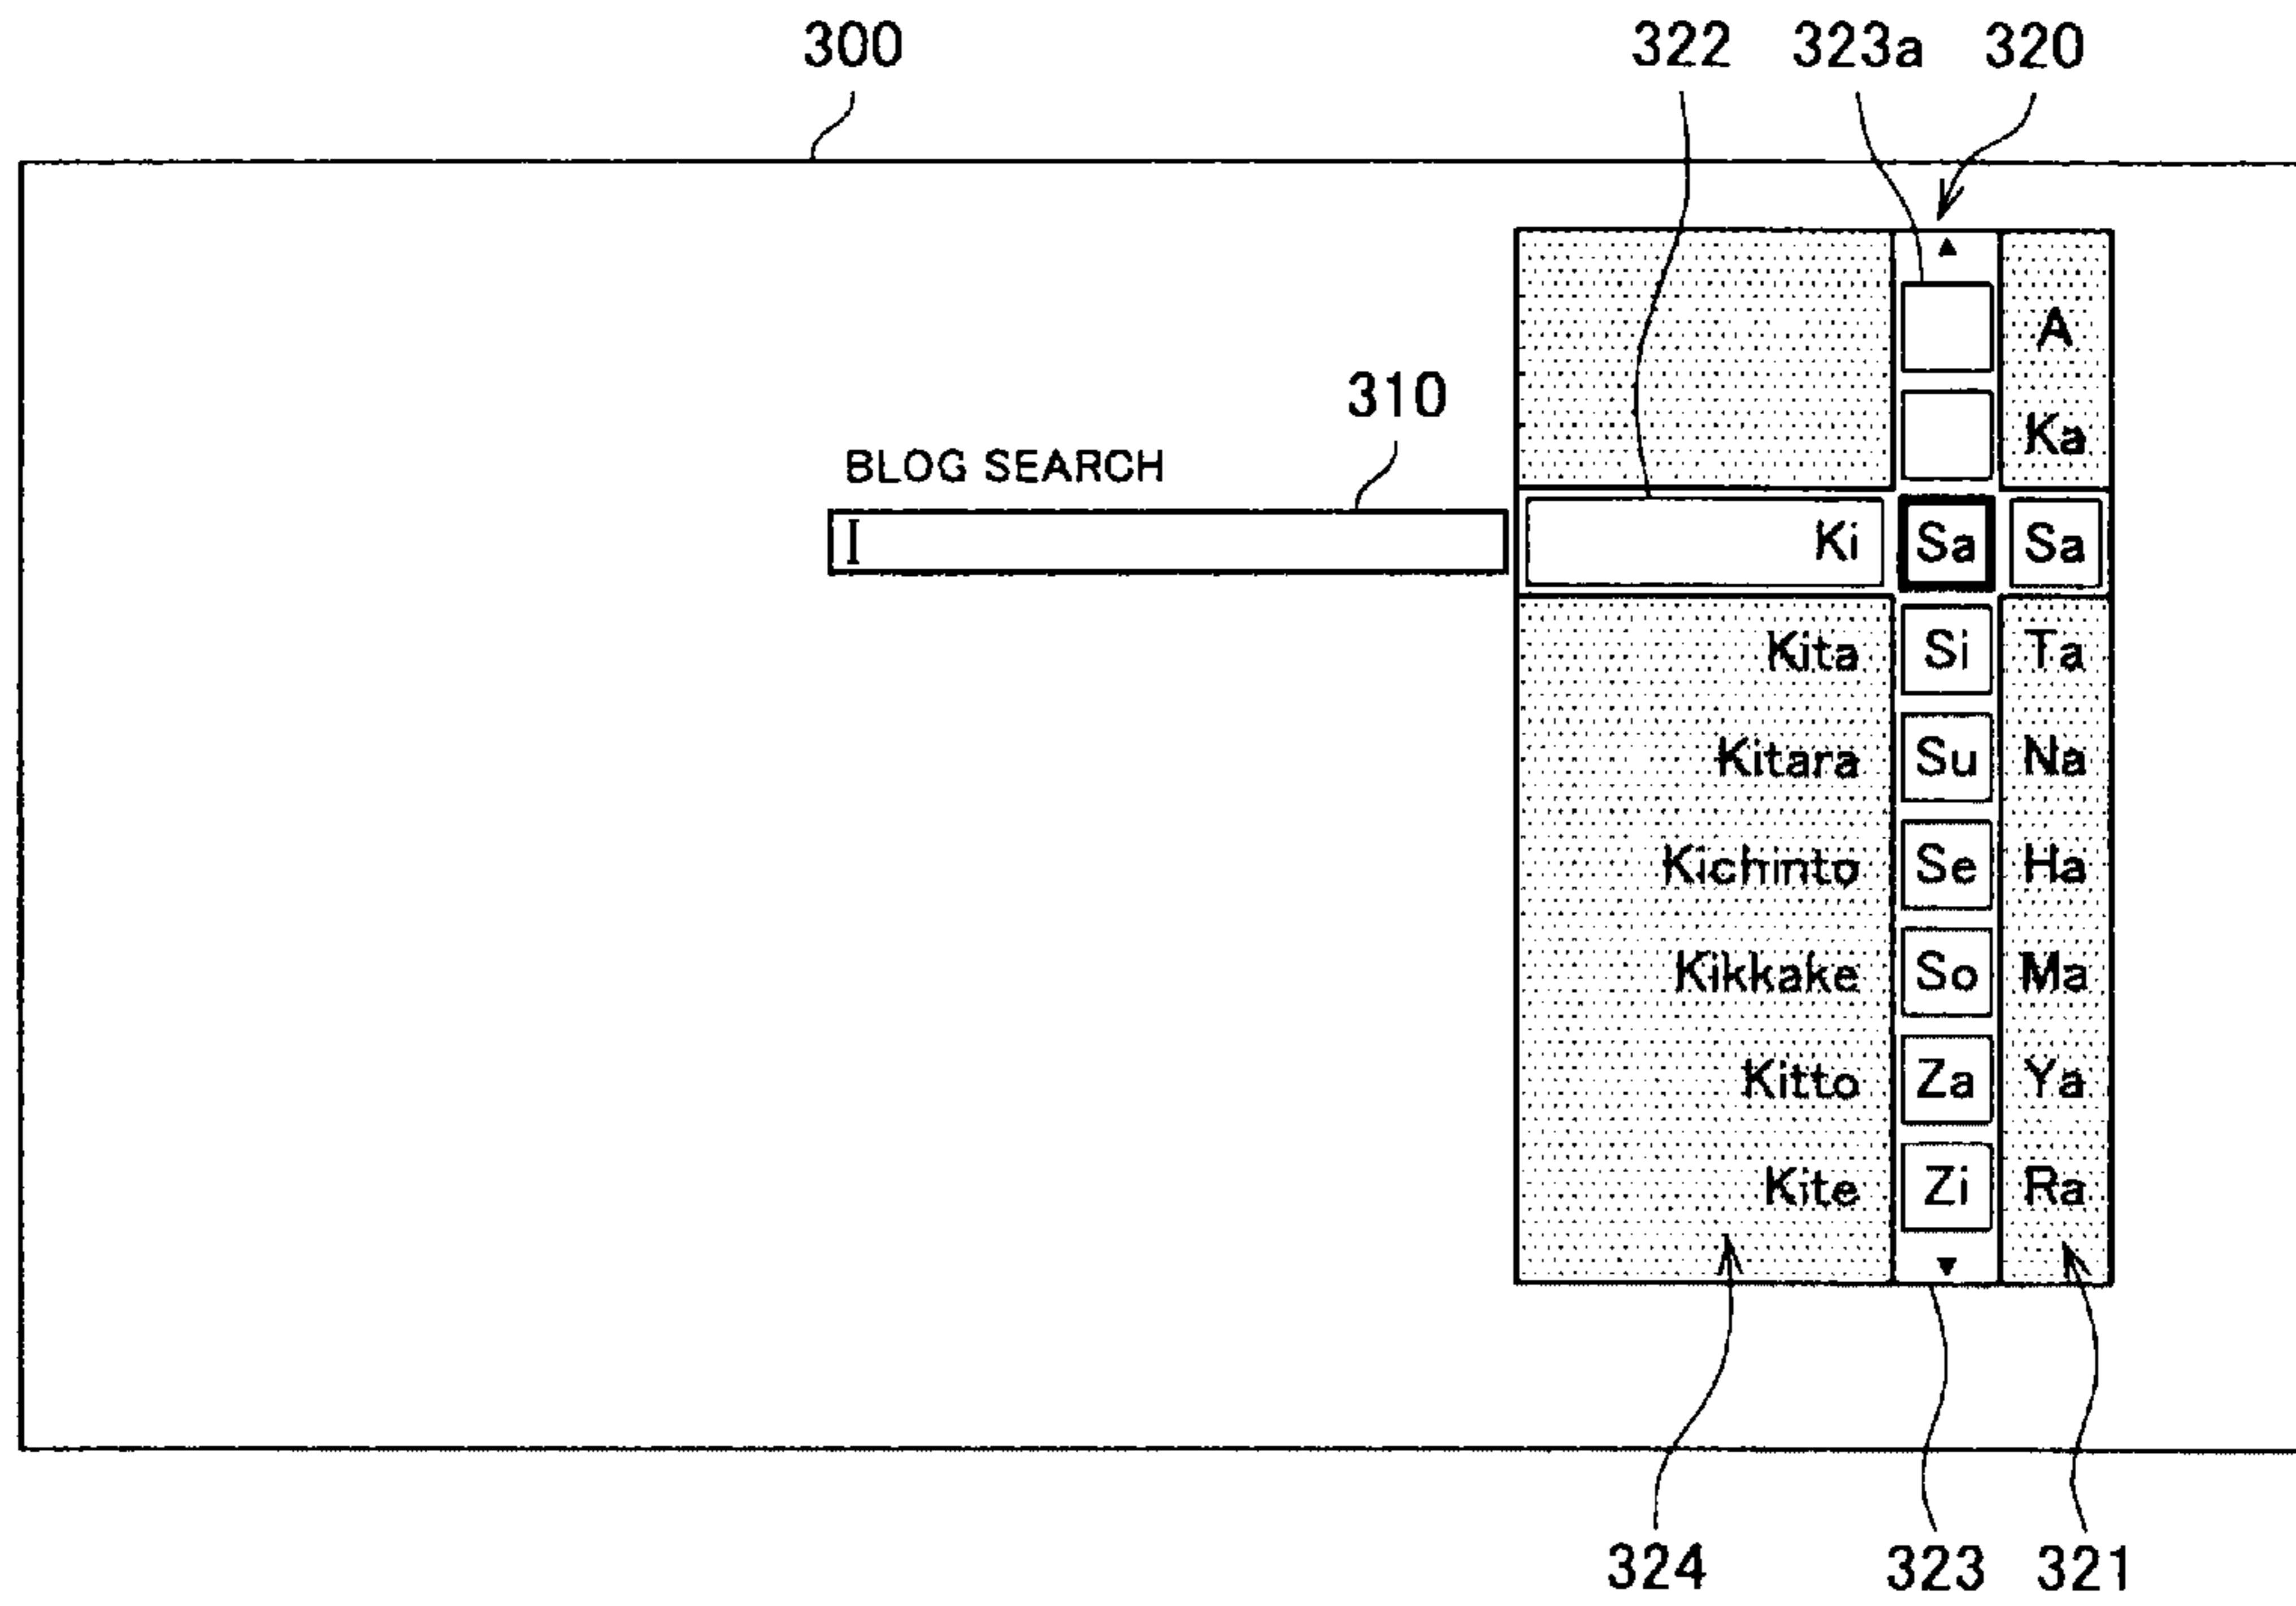 300 322 323a 320
A
310 Ka
BLOG SEARCH
Ki Sa Sa
Kita Si Ta
Kitara Su Na
Kichinto Se Ha
Kikkake So Ma
Kitto Za Ya
Kite Zi Ra
324 323 321